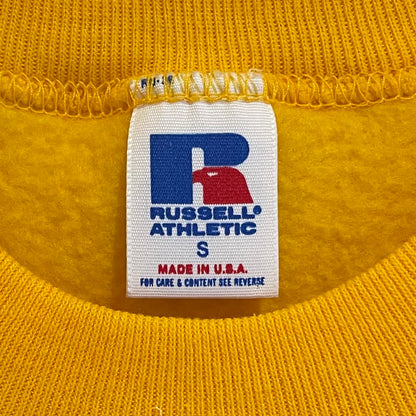 R
RUSSELL®
ATHLETIC
S
MADE IN U.S.A.
FOR CARE & CONTENT SEE REVERSE